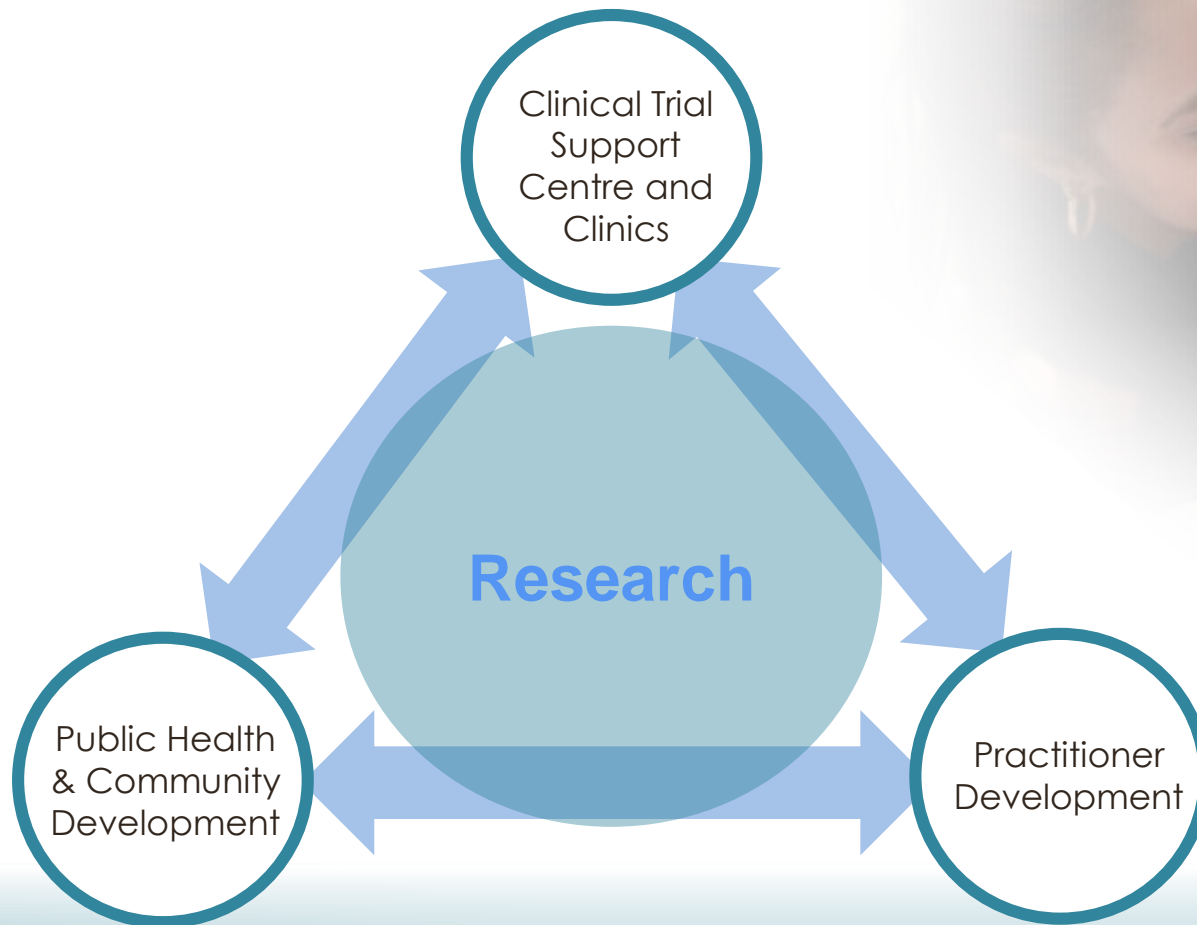 Clinical Trial
Support
Centre and
Clinics
Research
Public Health
& Community
Development
Practitioner
Development